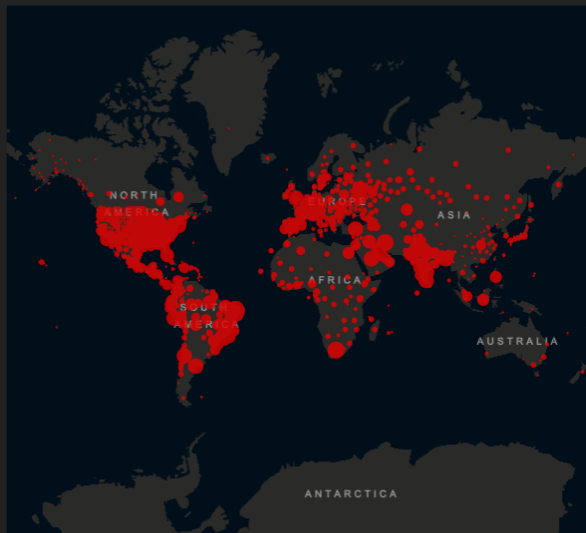 NORTH
AMERICA
EUROPE
ASIA
AFRICA
SOUTH
AMERICA
AUSTRALIA
ANTARCTICA